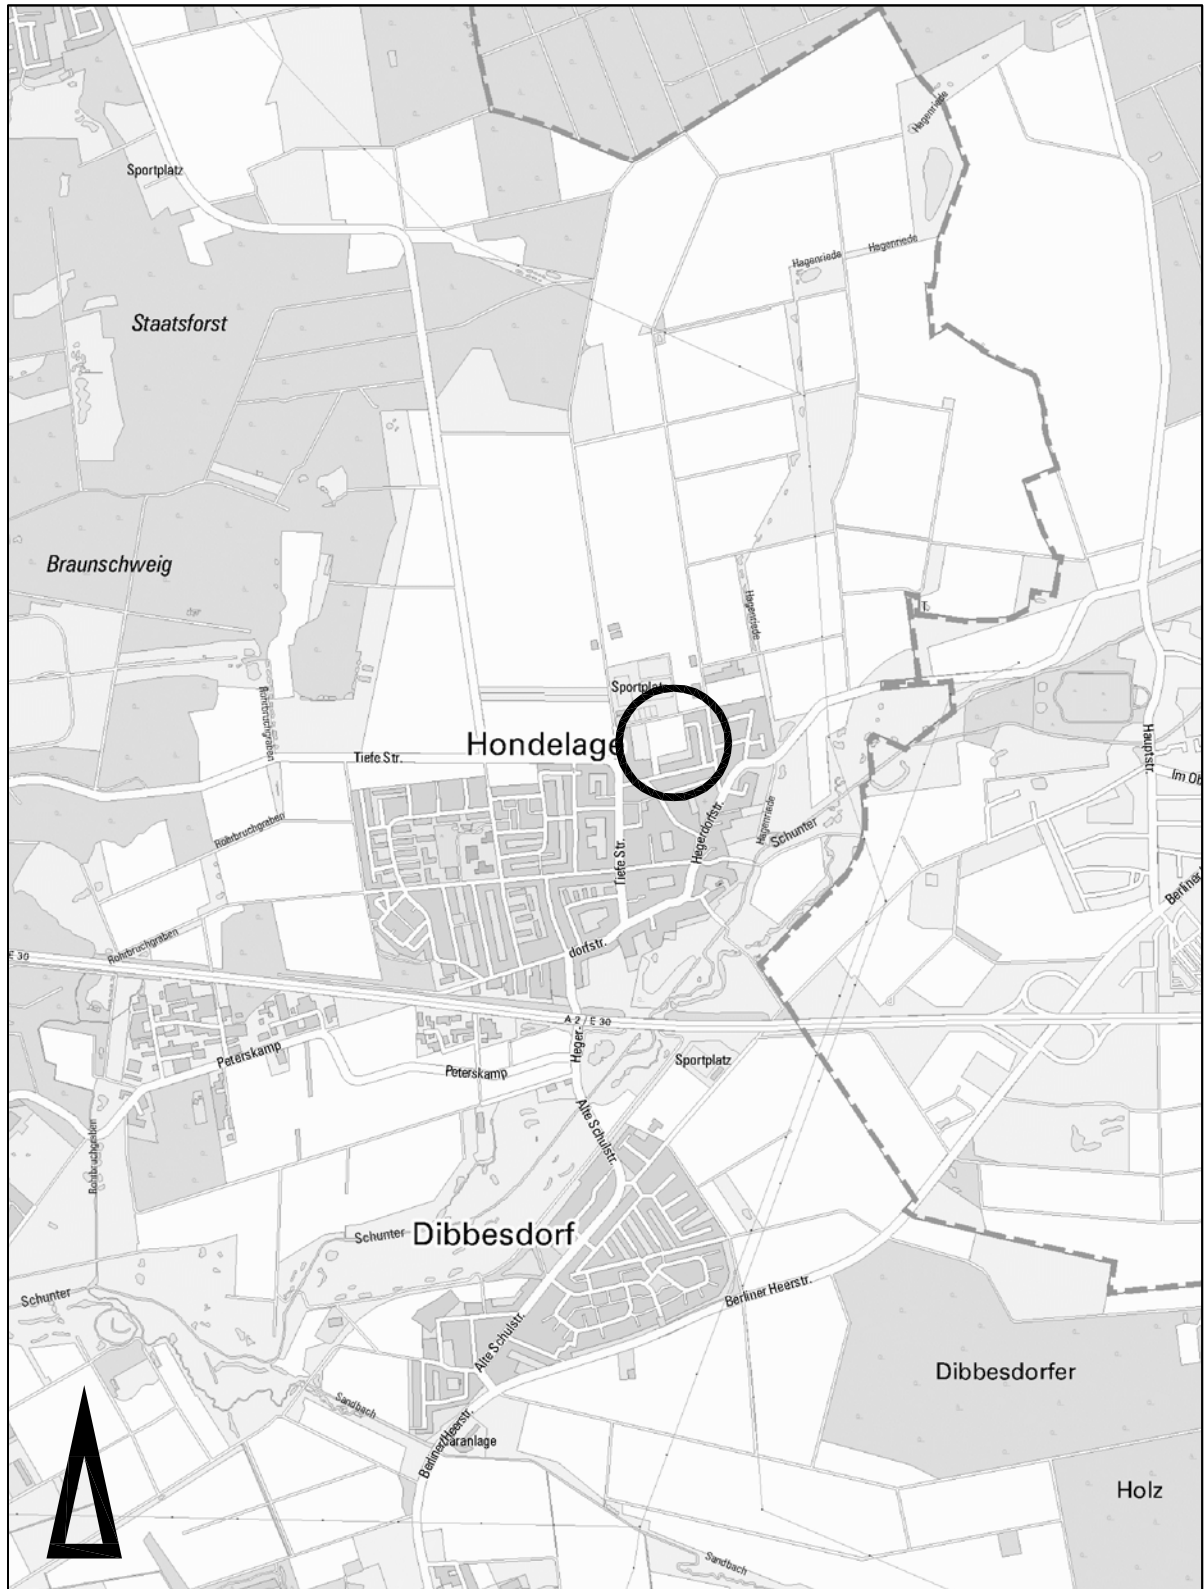 Hagenriede
Sportplatz
Hagenriede
Hagenriede
Staatsforst
Braunschweig
Hagenriede
T.
Sportplatz
Rohrbruchgraben
Hondelage
Tiefe Str.
Hauptstr.
Im Ob
Hegerdorfstr.
Hagenriede
Schunter
Rohrbruchgraben
Tiefe Str.
Berliner
Rohrbruchgraben
dorfstr.
E 30
A 2 / E 30
Heger.
Peterskamp
Peterskamp
Sportplatz
Alte Schulstr.
Rohrbruchgraben
Schunter
Dibbesdorf
Berliner Heerstr.
Schunter
Alte Schulstr.
Dibbesdorfer
Sandbach
Berliner Heerstr.
läranlage
Holz
Sandbach